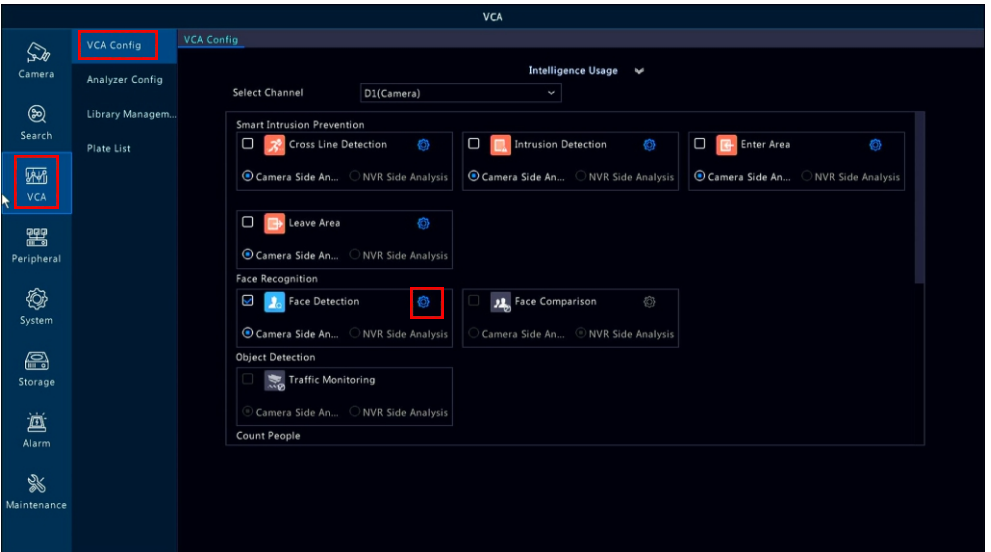 VCA
Camera
Search
VCA
Peripheral
System
Storage
Alarm
Maintenance
VCA Config
Analyzer Config
Library Managem...
Plate List
VCA Config
Intelligence Usage
Select Channel D1(Camera)
Smart Intrusion Prevention
Cross Line Detection
Camera Side An... NVR Side Analysis
Intrusion Detection
Camera Side An... NVR Side Analysis
Enter Area
Camera Side An... NVR Side Analysis
Leave Area
Camera Side An... NVR Side Analysis
Face Recognition
Face Detection
Camera Side An... NVR Side Analysis
Face Comparison
Camera Side An... NVR Side Analysis
Object Detection
Traffic Monitoring
Camera Side An... NVR Side Analysis
Count People